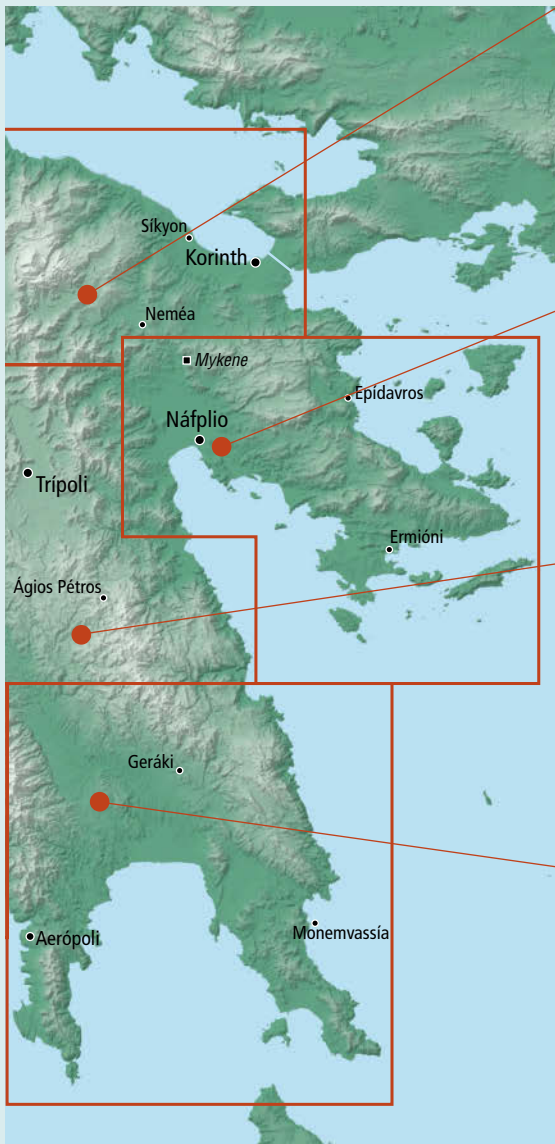 Síkyon
Korinth
Neméa
Mykene
Epídavros
Náfplio
Trípoli
Ermióni
Ágios Pétros
Geráki
Monemvassía
Aerópoli